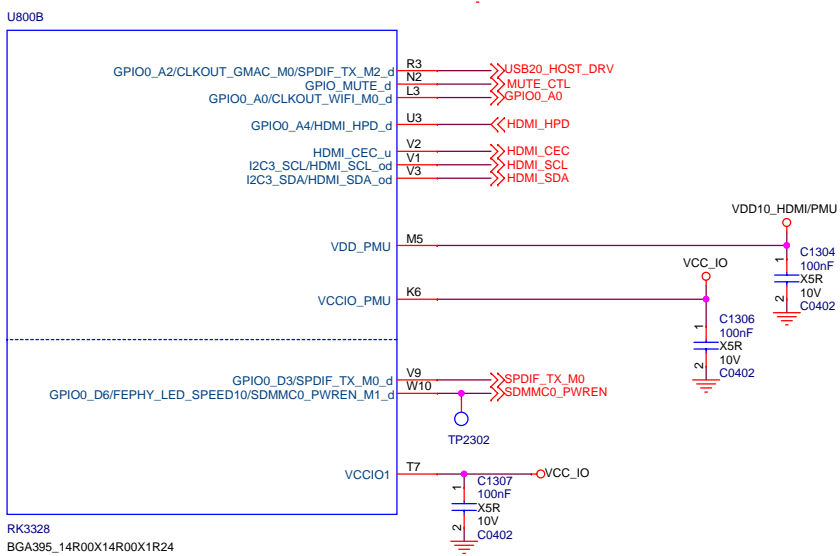 U800B
GPIO0_A2/CLKOUT_GMAC_M0/SPDIF_TX_M2_d R3 USB20_HOST_DRV
GPIO_MUTE_d N2 MUTE_CTL
GPIO0_A0/CLKOUT_WIFI_M0_d L3 GPIO0_A0
GPIO0_A4/HDMI_HPD_d U3 HDMI_HPD
HDMI_CEC_u V2 HDMI_CEC
I2C3_SCL/HDMI_SCL_od V1 HDMI_SCL
I2C3_SDA/HDMI_SDA_od V3 HDMI_SDA
VDD10_HDMI/PMU
VDD_PMU M5
1 C1304
100nF
X5R
2 10V
C0402
VCC_IO
VCCIO_PMU K6
1 C1306
100nF
X5R
2 10V
C0402
GPIO0_D3/SPDIF_TX_M0_d V9 SPDIF_TX_M0
GPIO0_D6/FEPHY_LED_SPEED10/SDMMC0_PWREN_M1_d W10 SDMMC0_PWREN
TP2302
VCCIO1 T7 VCC_IO
1 C1307
100nF
X5R
2 10V
C0402
RK3328
BGA395_14R00X14R00X1R24